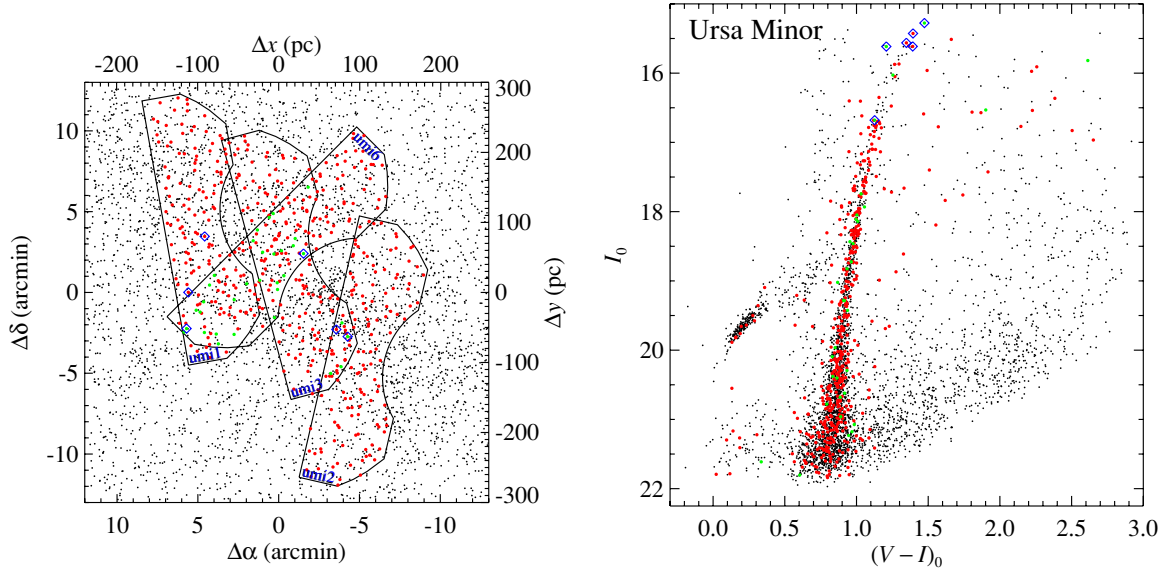 Δx (pc)
-200 -100 0 100 200
10 5 0 -5 -10
Δδ (arcmin)
300 200 100 0 -100 -200 -300
Δy (pc)
umi6
umi1
umi3
umi2
10 5 0 -5 -10
Δα (arcmin)
Ursa Minor
16
18
20
22
I₀
0.0 0.5 1.0 1.5 2.0 2.5 3.0
(V – I)₀